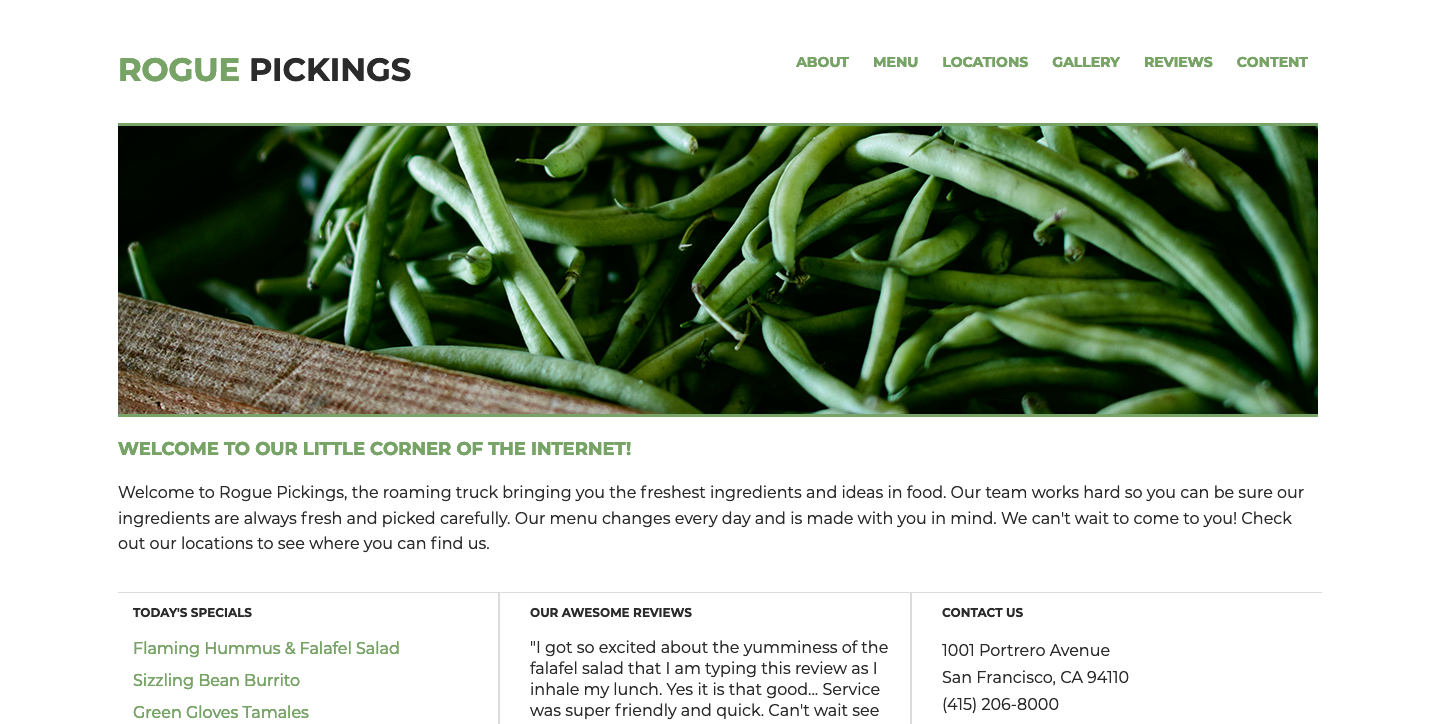 ROGUE PICKINGS
ABOUT MENU LOCATIONS GALLERY REVIEWS CONTENT
WELCOME TO OUR LITTLE CORNER OF THE INTERNET!
Welcome to Rogue Pickings, the roaming truck bringing you the freshest ingredients and ideas in food. Our team works hard so you can be sure our
ingredients are always fresh and picked carefully. Our menu changes every day and is made with you in mind. We can't wait to come to you! Check
out our locations to see where you can find us.
TODAY'S SPECIALS
Flaming Hummus & Falafel Salad
Sizzling Bean Burrito
Green Gloves Tamales
OUR AWESOME REVIEWS
"I got so excited about the yumminess of the
falafel salad that I am typing this review as I
inhale my lunch. Yes it is that good... Service
was super friendly and quick. Can't wait see
CONTACT US
1001 Portrero Avenue
San Francisco, CA 94110
(415) 206-8000